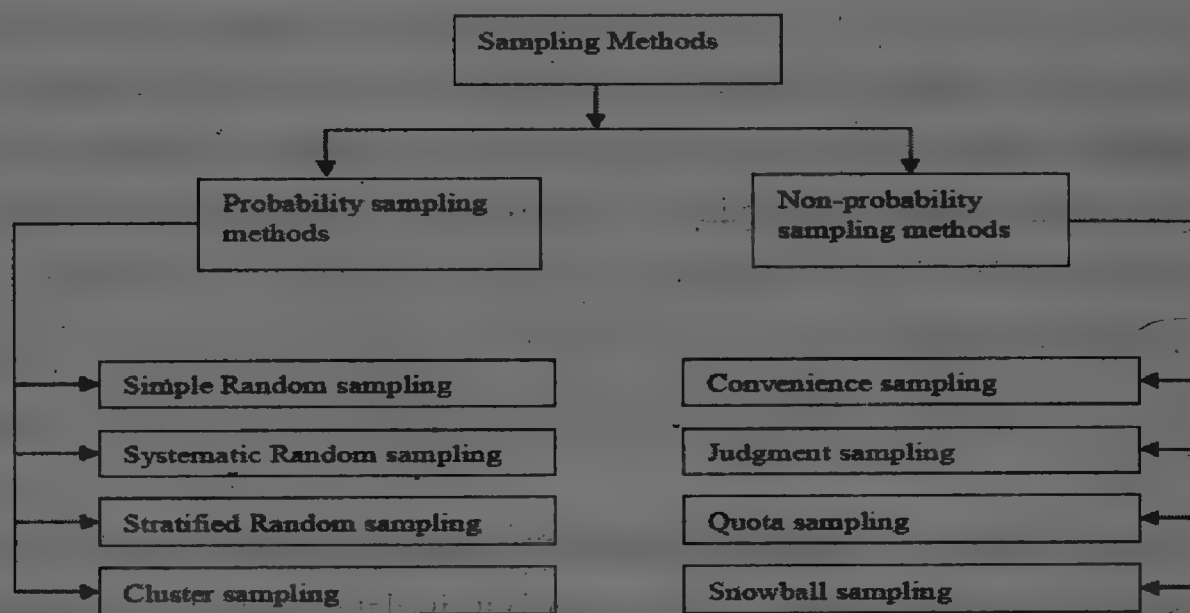 Sampling Methods
Probability sampling
methods
Non-probability
sampling methods
Simple Random sampling
Systematic Random sampling
Stratified Random sampling
Cluster sampling
Convenience sampling
Judgment sampling
Quota sampling
Snowball sampling